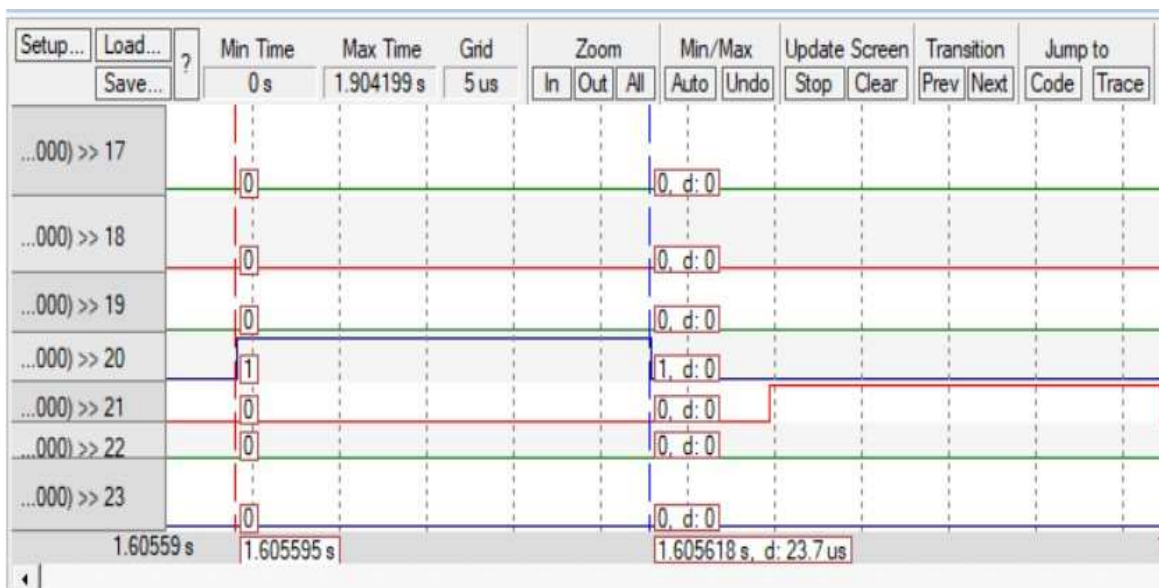 Setup... Load... ? Min Time Max Time Grid Zoom Min/Max Update Screen Transition Jump to
Save... 0 s 1.904199 s 5 us In Out All Auto Undo Stop Clear Prev Next Code Trace
...000) >> 17
0 0, d: 0
...000) >> 18
0 0, d: 0
...000) >> 19
0 0, d: 0
...000) >> 20
1 1, d: 0
...000) >> 21
0 0, d: 0
...000) >> 22
0 0, d: 0
...000) >> 23
0 0, d: 0
1.60559 s 1.605595 s 1.605618 s, d: 23.7 us